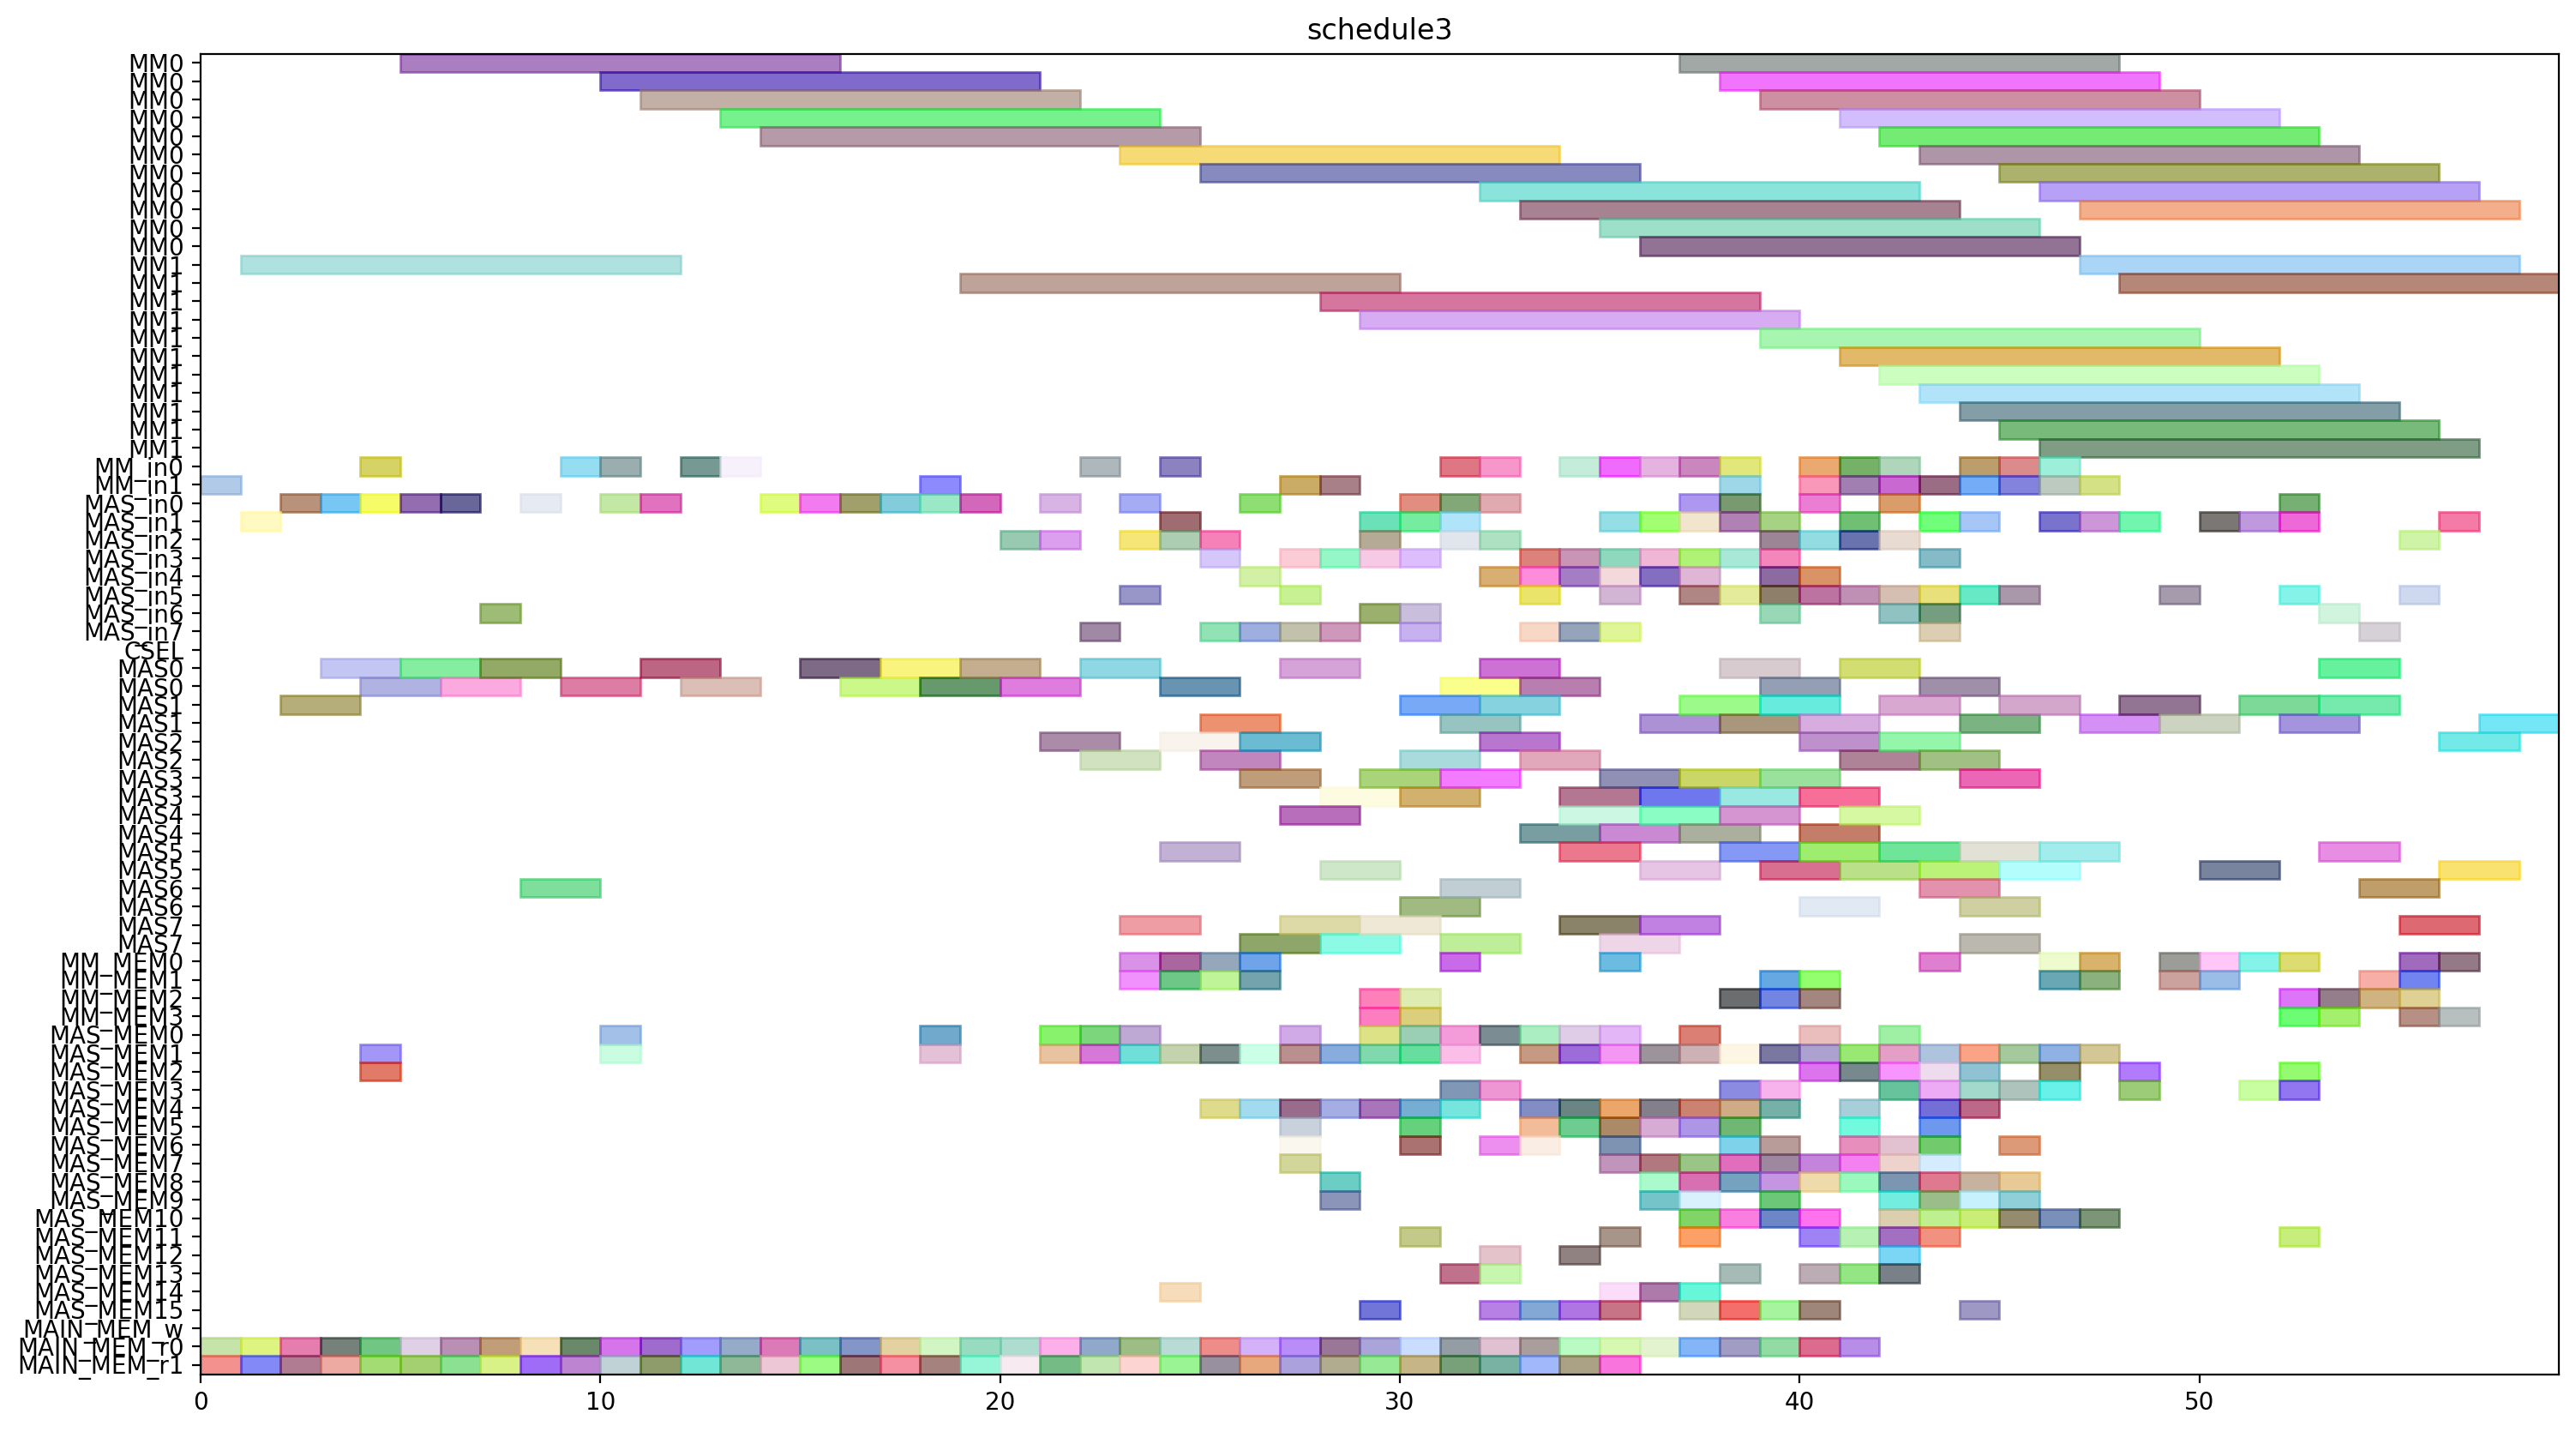 schedule3
MM0
MM0
MM0
MM0
MM0
MM0
MM0
MM0
MM0
MM0
MM0
MM1
MM1
MM1
MM1
MM1
MM1
MM1
MM1
MM1
MM1
MM1
MM_in0
MM_in1
MAS_in0
MAS_in1
MAS_in2
MAS_in3
MAS_in4
MAS_in5
MAS_in6
MAS_in7
CSEL
MAS0
MAS0
MAS1
MAS1
MAS2
MAS2
MAS3
MAS3
MAS4
MAS4
MAS5
MAS5
MAS6
MAS6
MAS7
MAS7
MM_MEM0
MM_MEM1
MM_MEM2
MM_MEM3
MAS_MEM0
MAS_MEM1
MAS_MEM2
MAS_MEM3
MAS_MEM4
MAS_MEM5
MAS_MEM6
MAS_MEM7
MAS_MEM8
MAS_MEM9
MAS_MEM10
MAS_MEM11
MAS_MEM12
MAS_MEM13
MAS_MEM14
MAS_MEM15
MAIN_MEM_w
MAIN_MEM_r0
MAIN_MEM_r1
0 10 20 30 40 50